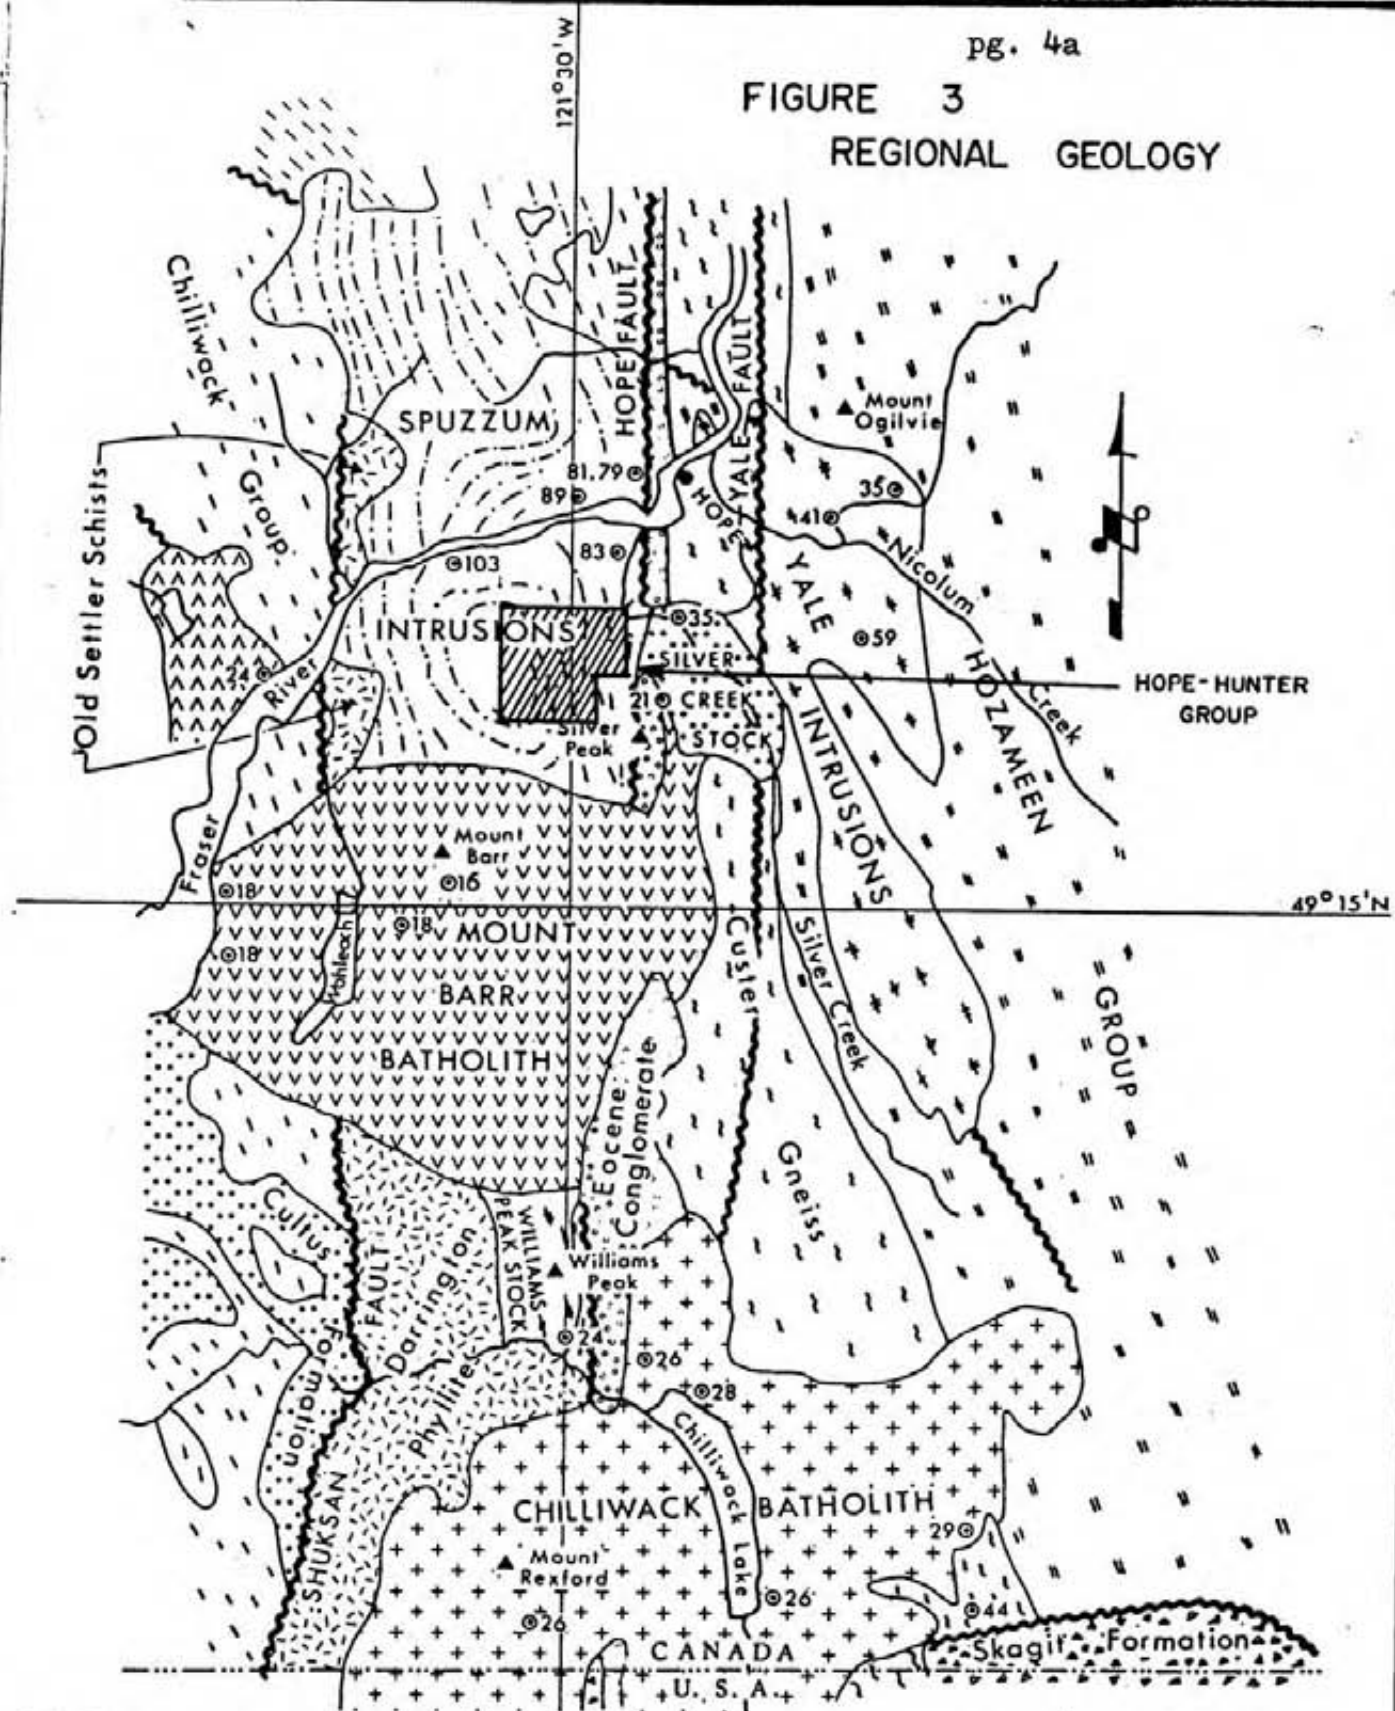 pg. 4a
FIGURE 3
REGIONAL GEOLOGY
121°30'W
Chilliwack
Group
Old Settler Schists
SPUZZUM
INTRUSIONS
HOPE FAULT
YALE FAULT
HOPE
Mount
Ogilvie
81.79
89
103
83
35
41
35
59
24
21
Nicolum
Creek
YALE
INTRUSIONS
HOZAMEEN
GROUP
SILVER
CREEK
STOCK
Silver
Peak
HOPE-HUNTER
GROUP
River
Fraser
Mount
Barr
16
18
18
18
49°15'N
MOUNT
BARR
BATHOLITH
Custer
Gneiss
Silver Creek
Eocene
Conglomerate
Cultus
Formation
SHUKSAN
FAULT
Darrington
Phyllites
WILLIAMS
PEAK STOCK
Williams
Peak
24
26
28
Chilliwack Lake
CHILLIWACK BATHOLITH
29
Mount
Rexford
26
26
44
CANADA
U.S.A.
Skagit Formation